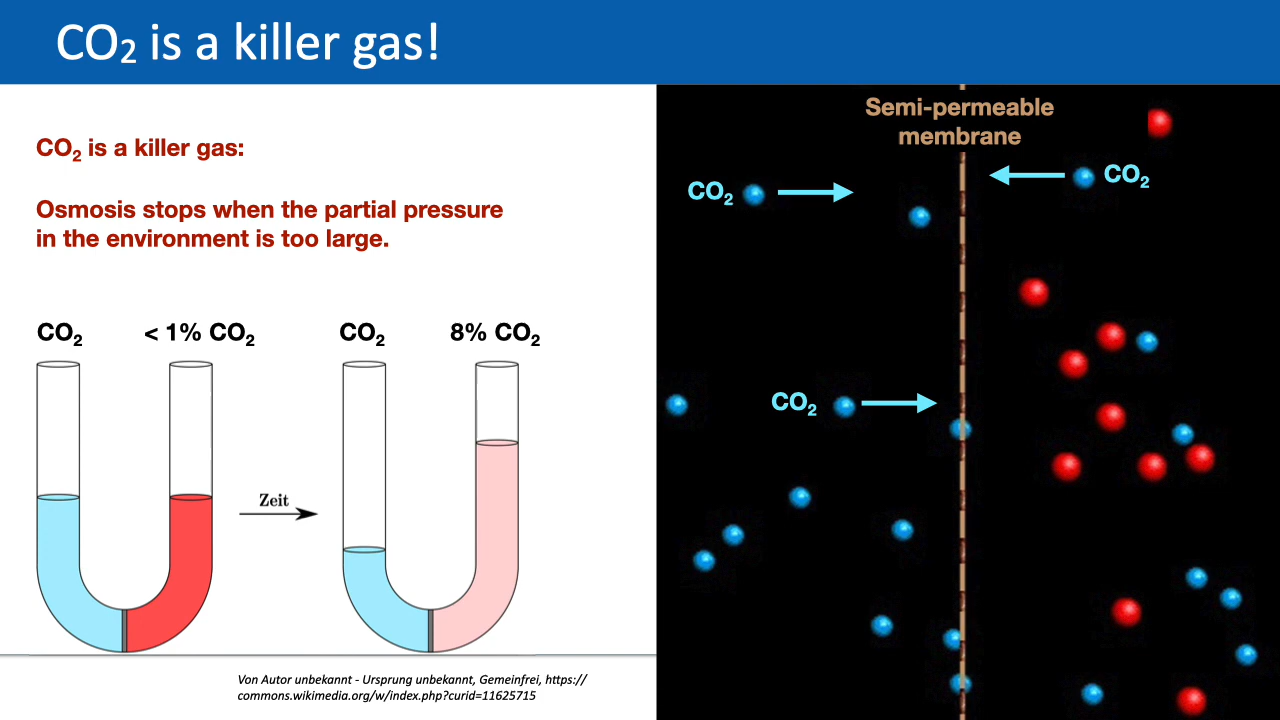 CO₂ is a killer gas!
CO₂ is a killer gas:
Osmosis stops when the partial pressure
in the environment is too large.
CO₂
< 1% CO₂
CO₂
8% CO₂
Zeit
Von Autor unbekannt - Ursprung unbekannt, Gemeinfrei, https://
commons.wikimedia.org/w/index.php?curid=11625715
Semi-permeable
membrane
CO₂
CO₂
CO₂